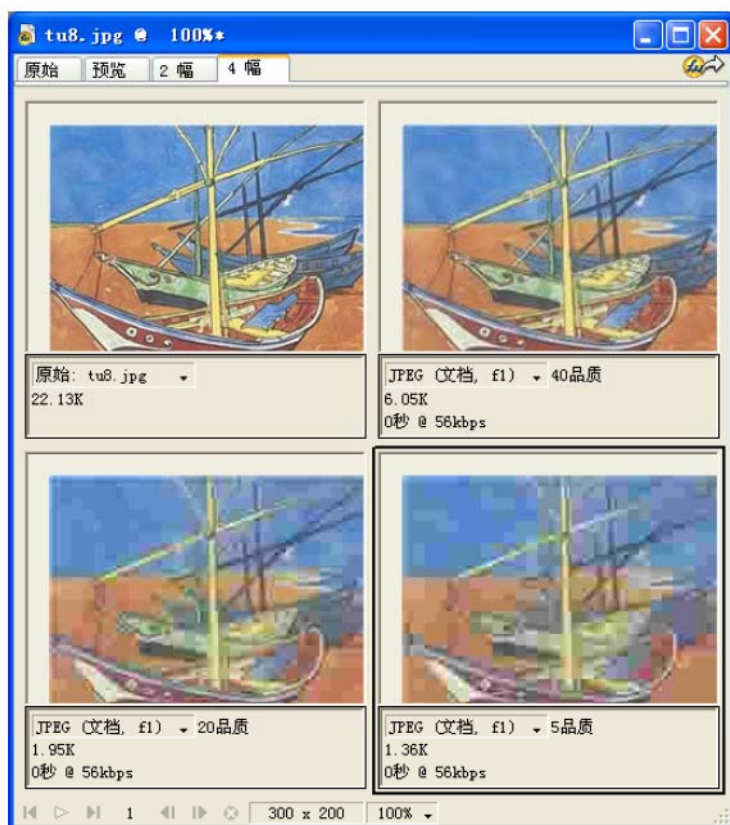 tu8.jpg @ 100%*
原始 预览 2 幅 4 幅
原始: tu8.jpg
22.13K
JPEG (文档, f1) 40品质
6.05K
0秒 @ 56kbps
JPEG (文档, f1) 20品质
1.95K
0秒 @ 56kbps
JPEG (文档, f1) 5品质
1.36K
0秒 @ 56kbps
1 300 x 200 100%